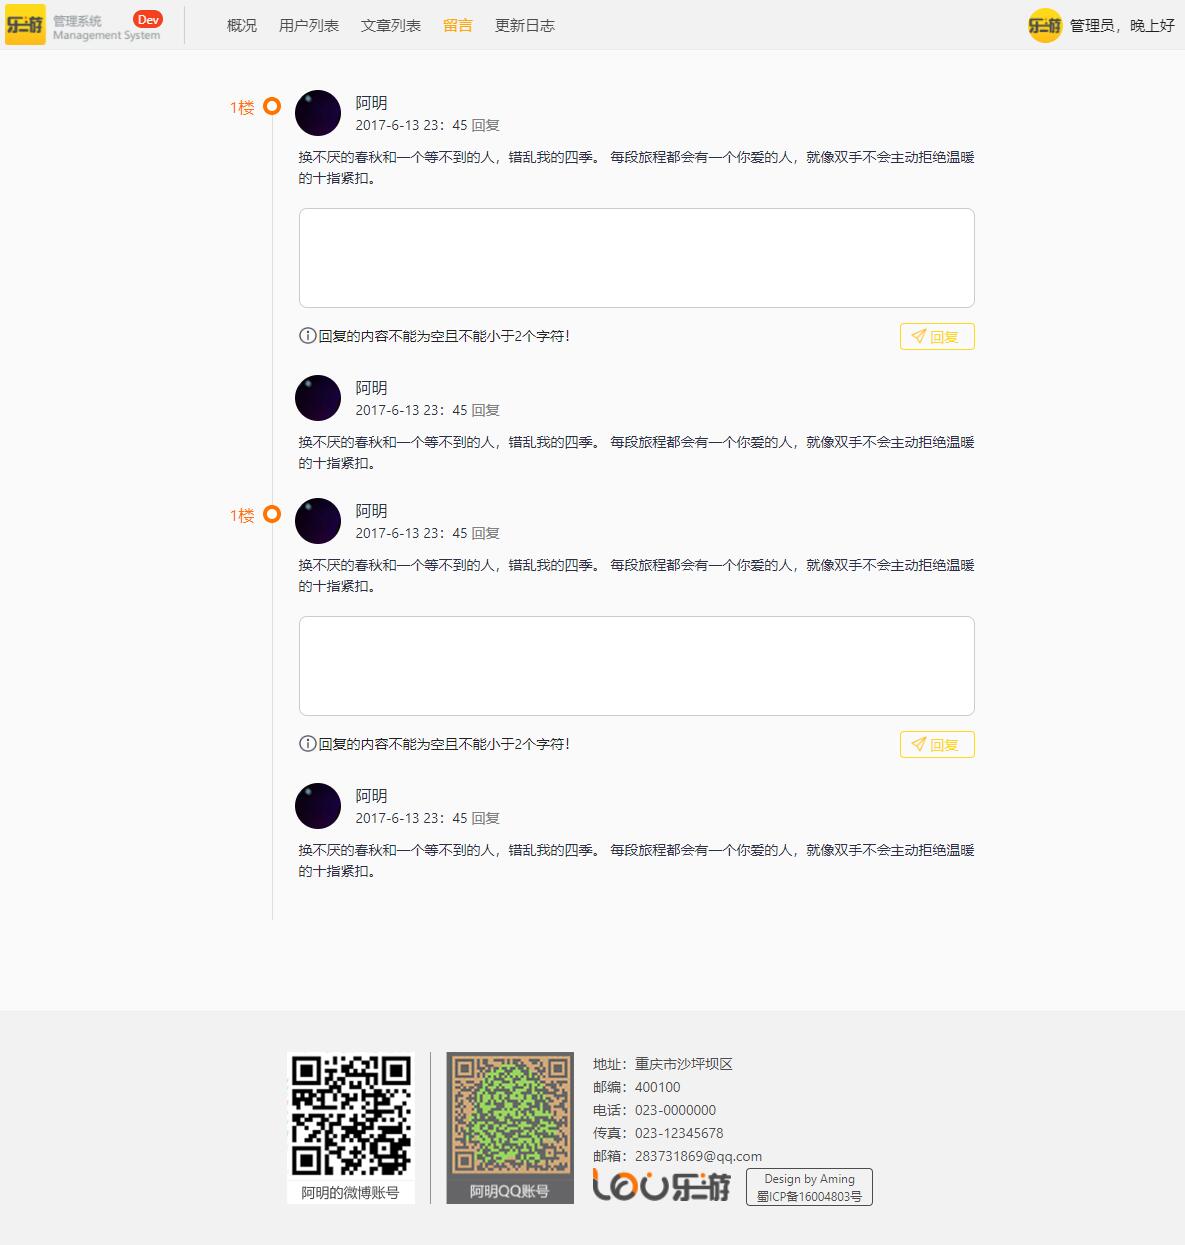 乐游 管理系统 Dev
Management System
概况 用户列表 文章列表 留言 更新日志
乐游 管理员，晚上好
1楼
阿明
2017-6-13 23：45 回复
换不厌的春秋和一个等不到的人，错乱我的四季。 每段旅程都会有一个你爱的人，就像双手不会主动拒绝温暖
的十指紧扣。
回复的内容不能为空且不能小于2个字符！
回复
阿明
2017-6-13 23：45 回复
换不厌的春秋和一个等不到的人，错乱我的四季。 每段旅程都会有一个你爱的人，就像双手不会主动拒绝温暖
的十指紧扣。
1楼
阿明
2017-6-13 23：45 回复
换不厌的春秋和一个等不到的人，错乱我的四季。 每段旅程都会有一个你爱的人，就像双手不会主动拒绝温暖
的十指紧扣。
回复的内容不能为空且不能小于2个字符！
回复
阿明
2017-6-13 23：45 回复
换不厌的春秋和一个等不到的人，错乱我的四季。 每段旅程都会有一个你爱的人，就像双手不会主动拒绝温暖
的十指紧扣。
阿明的微博账号
阿明QQ账号
地址：重庆市沙坪坝区
邮编：400100
电话：023-0000000
传真：023-12345678
邮箱：283731869@qq.com
乐游
Design by Aming
蜀ICP备16004803号